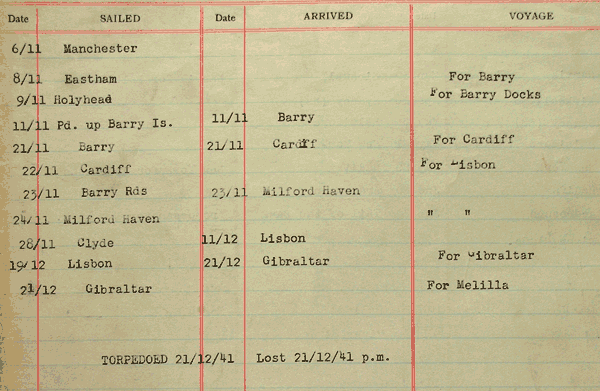 Date SAILED Date ARRIVED VOYAGE
6/11 Manchester
8/11 Eastham For Barry
9/11 Holyhead For Barry Docks
11/11 Pd. up Barry Is. 11/11 Barry
21/11 Barry 21/11 Cardiff For Cardiff
22/11 Cardiff For Lisbon
23/11 Barry Rds 23/11 Milford Haven
24/11 Milford Haven " "
28/11 Clyde 11/12 Lisbon
19/12 Lisbon 21/12 Gibraltar For Gibraltar
21/12 Gibraltar For Melilla
TORPEDOED 21/12/41 Lost 21/12/41 p.m.